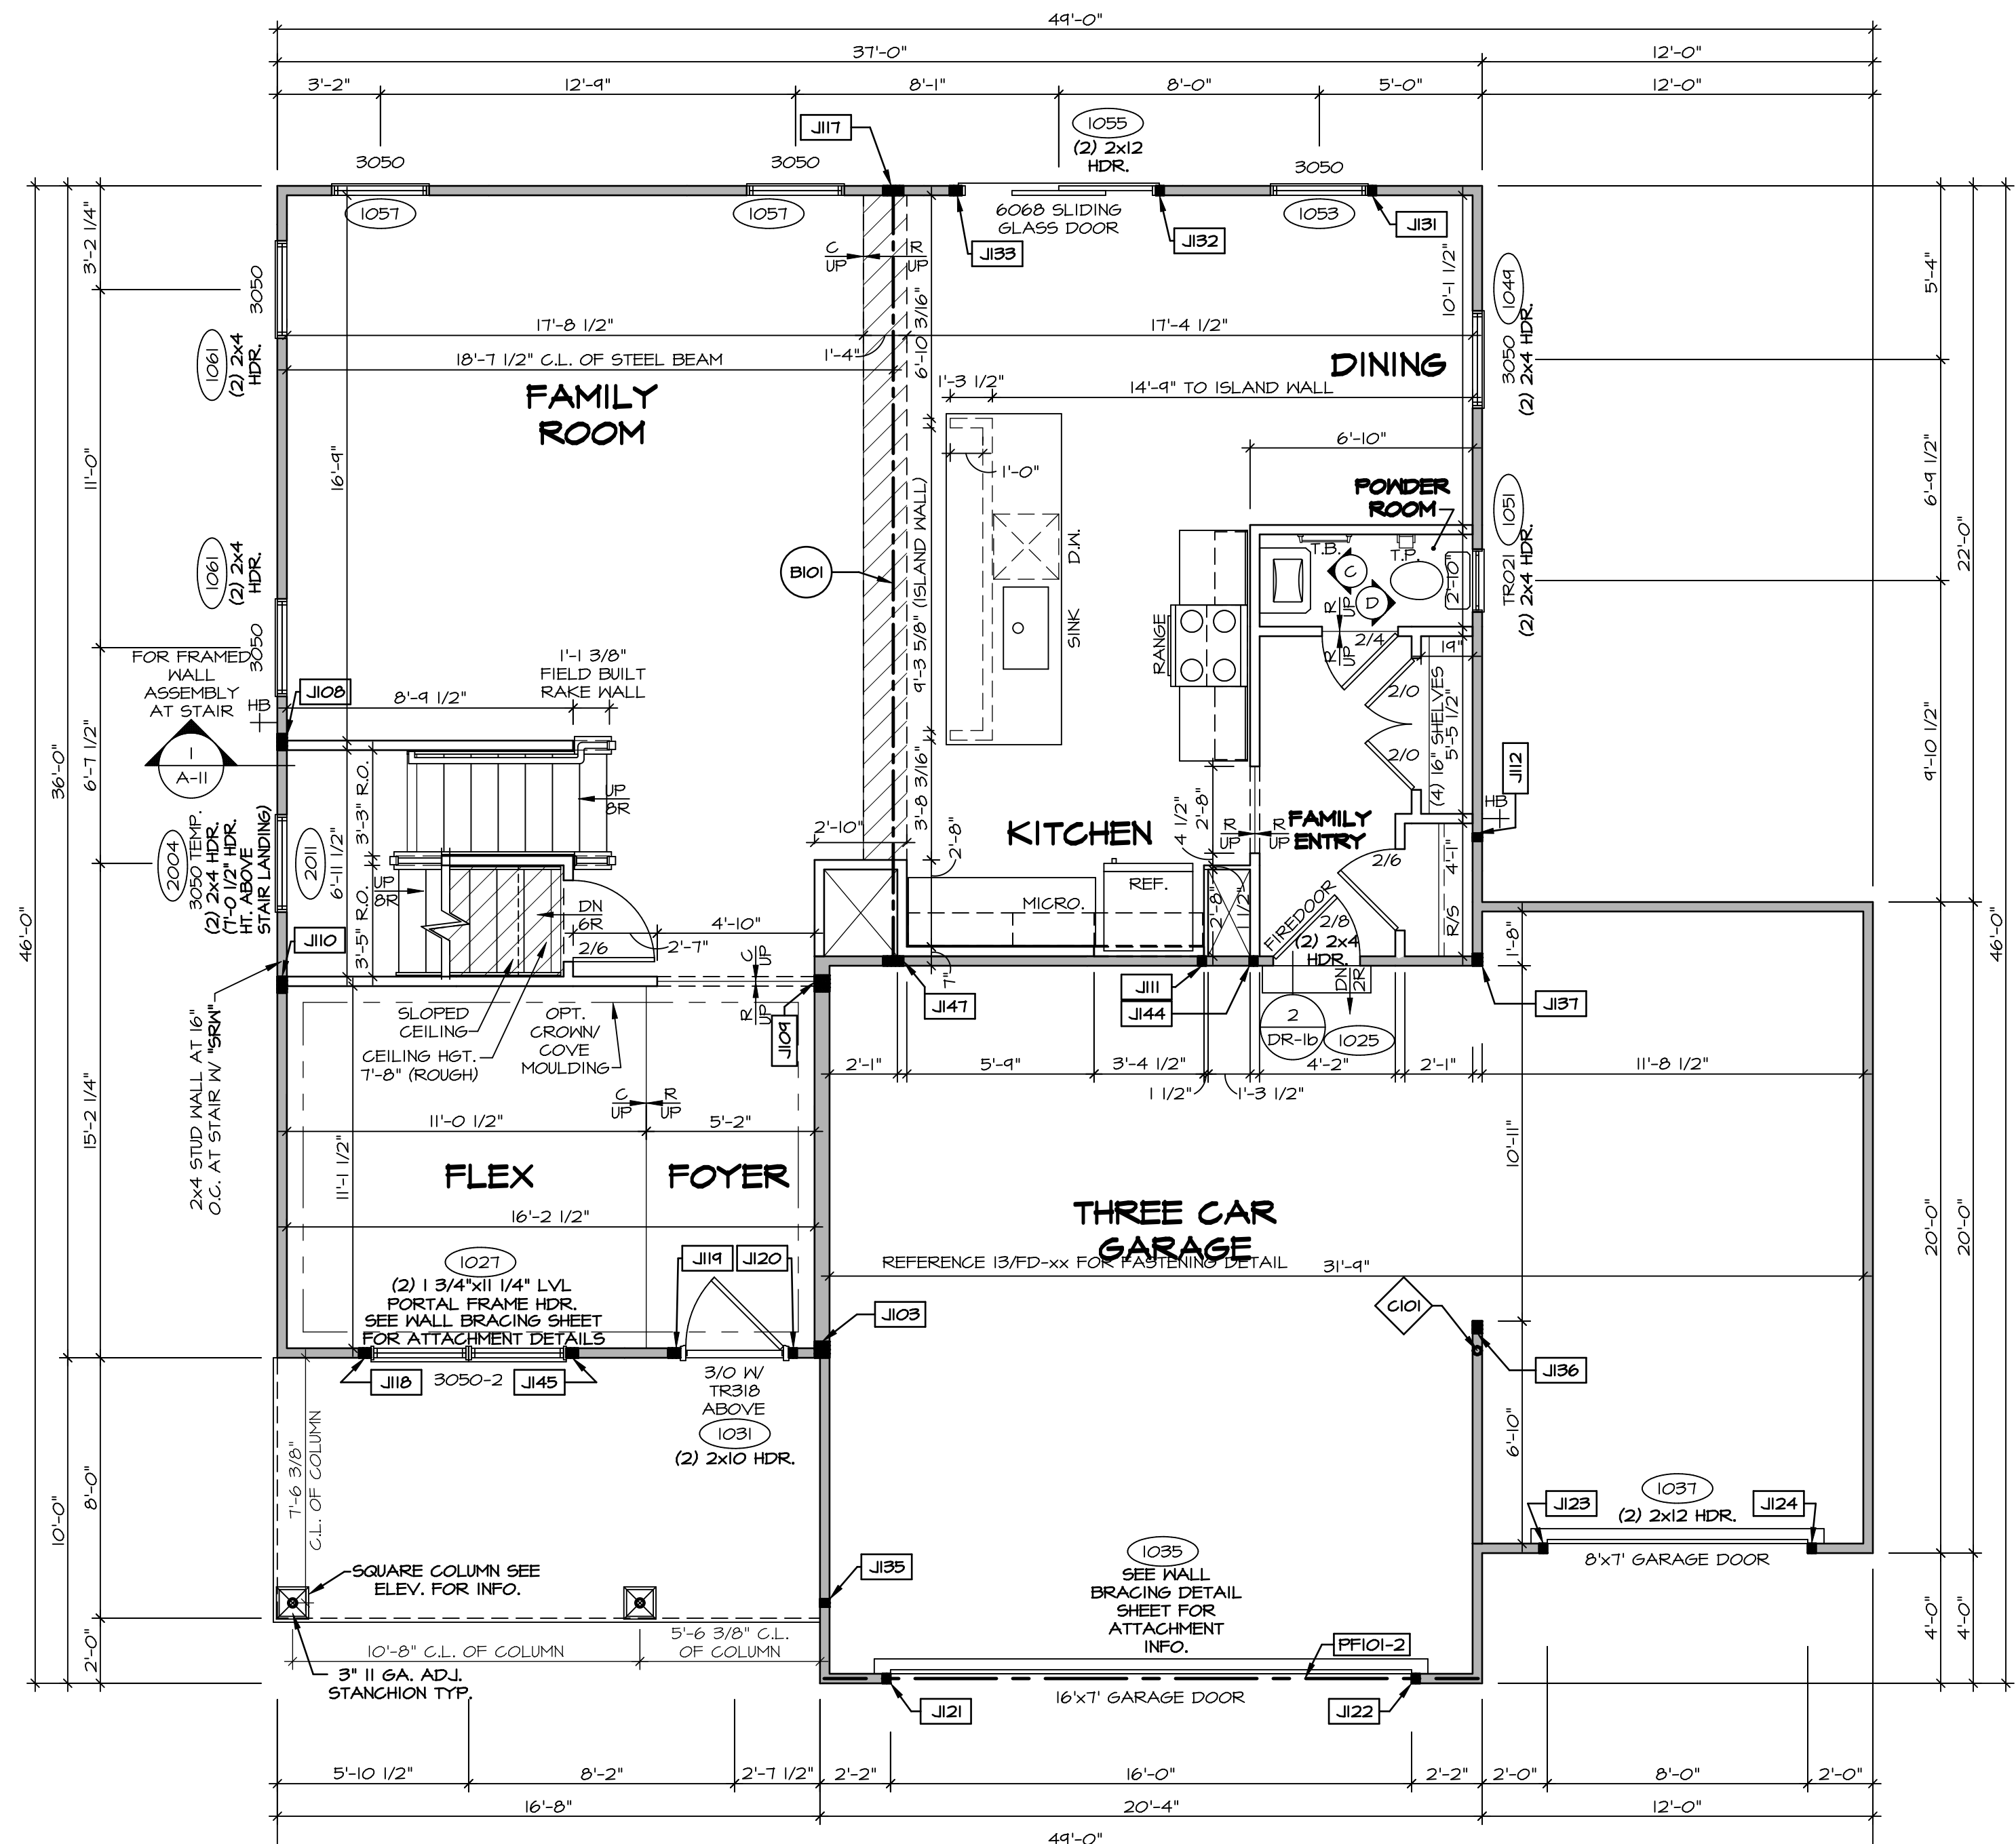 49'-0"
37'-0"
12'-0"
3'-2"
12'-9"
8'-1"
8'-0"
5'-0"
12'-0"
J117
1055
(2) 2x12
HDR.
3050
3050
3050
1057
1057
6068 SLIDING
GLASS DOOR
1053
J133
J132
J131
C
UP
R
UP
3'-2 1/4"
3050
1061
(2) 2x4
HDR.
17'-8 1/2"
1'-4"
18'-7 1/2" C.L. OF STEEL BEAM
6'-10 3/16"
17'-4 1/2"
10'-1 1/2"
1049
3050
(2) 2x4 HDR.
5'-4"
FAMILY
ROOM
DINING
1'-3 1/2"
14'-9" TO ISLAND WALL
6'-10"
1'-0"
11'-0"
16'-9"
POWDER
ROOM
1051
TR021
(2) 2x4 HDR.
6'-9 1/2"
22'-0"
1061
(2) 2x4
HDR.
3050
B101
9'-3 5/8" (ISLAND WALL)
D.W.
SINK
RANGE
T.B.
T.P.
C
D
2'-10"
R
UP
R
UP
2/4
19"
2/0
2/0
(4) 16" SHELVES
5'-5 1/2"
FOR FRAMED
WALL
ASSEMBLY
AT STAIR
HB
1
A-11
J108
8'-9 1/2"
1'-1 3/8"
FIELD BUILT
RAKE WALL
36'-0"
46'-0"
6'-7 1/2"
J112
HB
9'-10 1/2"
46'-0"
UP
8R
3'-3" R.O.
6'-11 1/2"
3'-5" R.O.
2004
3050 TEMP.
(2) 2x4 HDR.
(7'-0 1/2" HDR.
HT. ABOVE
STAIR LANDING)
2011
UP
8R
DN
6R
2/6
2'-7"
4'-10"
2'-10"
3'-8 3/16"
2'-8"
KITCHEN
4 1/2"
2'-8"
R
UP
R
UP
FAMILY
ENTRY
2/6
4'-1"
R/S
REF.
MICRO.
2'-8"
1 1/2"
FIREDOOR
2/8
(2) 2x4
HDR.
DN
2R
1'-8"
J110
C
UP
R
UP
J109
7"
J147
J111
J144
2
DR-1b
1025
J137
2x4 STUD WALL AT 16"
O.C. AT STAIR W/ "SRW"
SLOPED
CEILING
CEILING HGT.
7'-8" (ROUGH)
OPT.
CROWN/
COVE
MOULDING
2'-1"
5'-9"
3'-4 1/2"
1 1/2"
1'-3 1/2"
4'-2"
2'-1"
11'-8 1/2"
C
UP
R
UP
11'-0 1/2"
5'-2"
15'-2 1/4"
11'-1 1/2"
10'-11"
FLEX
FOYER
16'-2 1/2"
THREE CAR
GARAGE
REFERENCE 13/FD-xx FOR FASTENING DETAIL
31'-9"
20'-0"
20'-0"
1027
(2) 1 3/4"x11 1/4" LVL
PORTAL FRAME HDR.
SEE WALL BRACING SHEET
FOR ATTACHMENT DETAILS
J119
J120
J103
C101
J136
J118
3050-2
J145
3/0 W/
TR318
ABOVE
1031
(2) 2x10 HDR.
7'-6 3/8"
C.L. OF COLUMN
6'-10"
10'-0"
8'-0"
2'-0"
J123
1037
(2) 2x12 HDR.
J124
8'x7' GARAGE DOOR
SQUARE COLUMN SEE
ELEV. FOR INFO.
J135
1035
SEE WALL
BRACING DETAIL
SHEET FOR
ATTACHMENT
INFO.
PF101-2
10'-8" C.L. OF COLUMN
5'-6 3/8" C.L.
OF COLUMN
3" 11 GA. ADJ.
STANCHION TYP.
J121
16'x7' GARAGE DOOR
J122
4'-0"
4'-0"
5'-10 1/2"
8'-2"
2'-7 1/2"
2'-2"
16'-0"
2'-2"
2'-0"
8'-0"
2'-0"
16'-8"
20'-4"
12'-0"
49'-0"